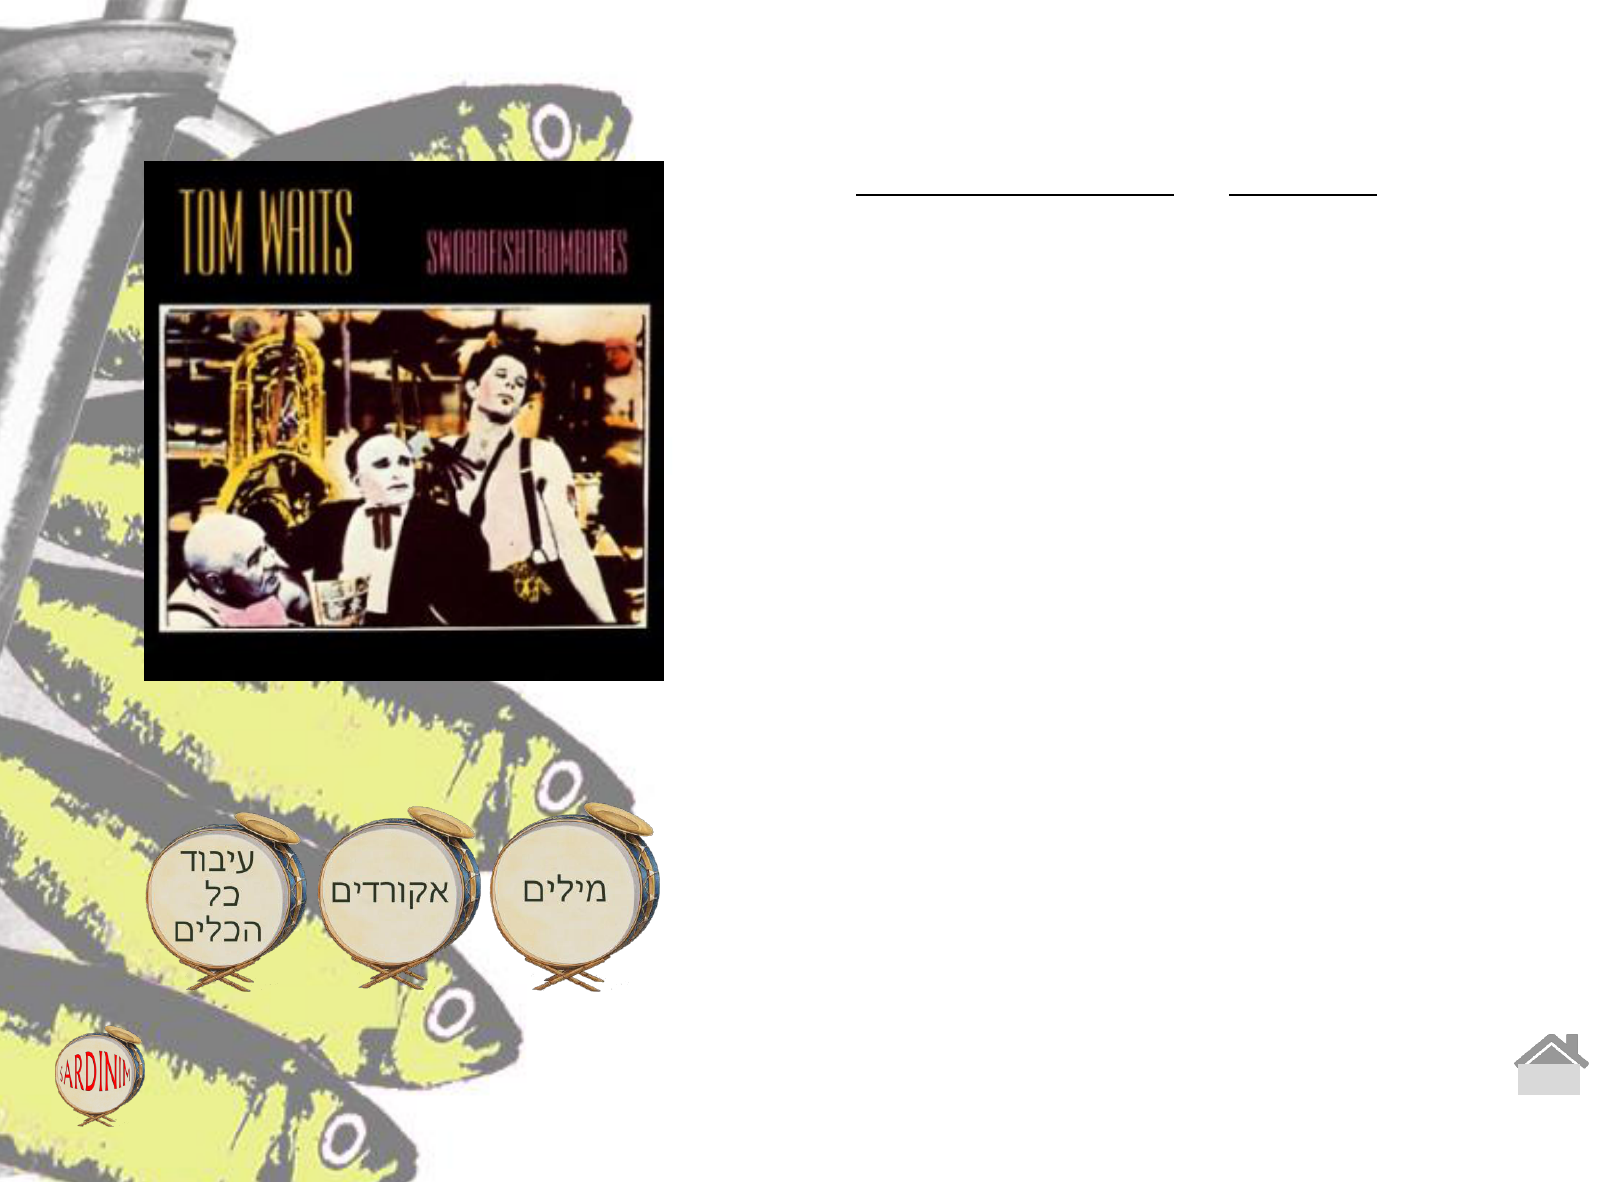 TOM WAITS
SWORDFISHTROMBONES
מילים
אקורדים
עיבוד
כל
הכלים
SARDINIM